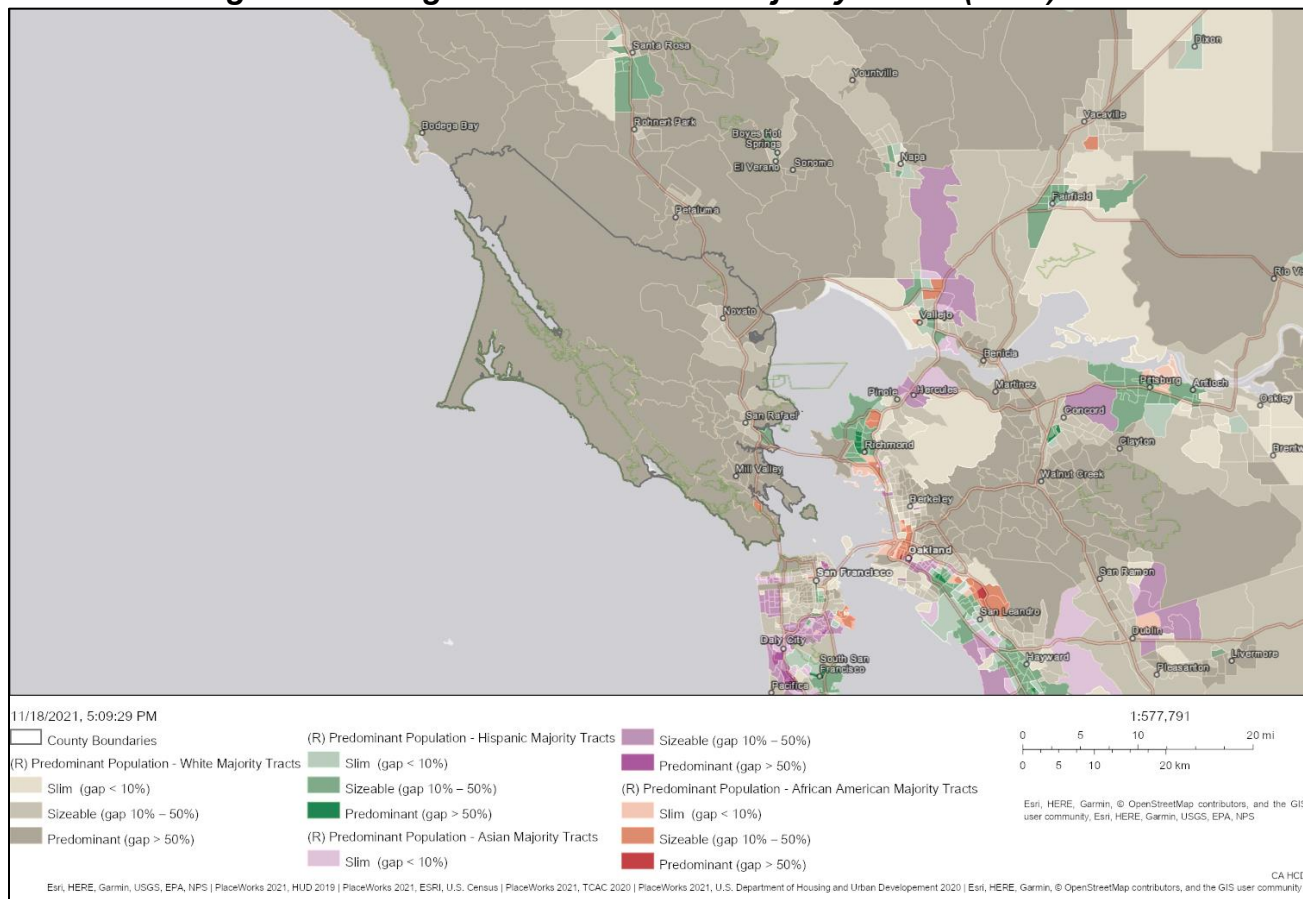 Santa Rosa
Dixon
Yountville
Vacaville
Bodega Bay
Rohnert Park
Boyes Hot
Springs
El Verano
Sonoma
Napa
Fairfield
Petaluma
Rio Vi
Novato
Vallejo
Benicia
Pinole
Hercules
Martinez
Pittsburg
Antioch
Oakley
San Rafael
Concord
Richmond
Clayton
Brentw
Mill Valley
Walnut Creek
Berkeley
Oakland
San Francisco
San Ramon
San Leandro
Daly City
Dublin
South San
Francisco
Hayward
Livermore
Pleasanton
Pacifica
11/18/2021, 5:09:29 PM
County Boundaries
(R) Predominant Population - White Majority Tracts
Slim (gap < 10%)
Sizeable (gap 10% – 50%)
Predominant (gap > 50%)
(R) Predominant Population - Hispanic Majority Tracts
Slim (gap < 10%)
Sizeable (gap 10% – 50%)
Predominant (gap > 50%)
(R) Predominant Population - Asian Majority Tracts
Slim (gap < 10%)
Sizeable (gap 10% – 50%)
Predominant (gap > 50%)
(R) Predominant Population - African American Majority Tracts
Slim (gap < 10%)
Sizeable (gap 10% – 50%)
Predominant (gap > 50%)
1:577,791
0 5 10 20 mi
0 5 10 20 km
Esri, HERE, Garmin, © OpenStreetMap contributors, and the GIS
user community, Esri, HERE, Garmin, USGS, EPA, NPS
CA HCD
Esri, HERE, Garmin, USGS, EPA, NPS | PlaceWorks 2021, HUD 2019 | PlaceWorks 2021, ESRI, U.S. Census | PlaceWorks 2021, TCAC 2020 | PlaceWorks 2021, U.S. Department of Housing and Urban Developement 2020 | Esri, HERE, Garmin, © OpenStreetMap contributors, and the GIS user community